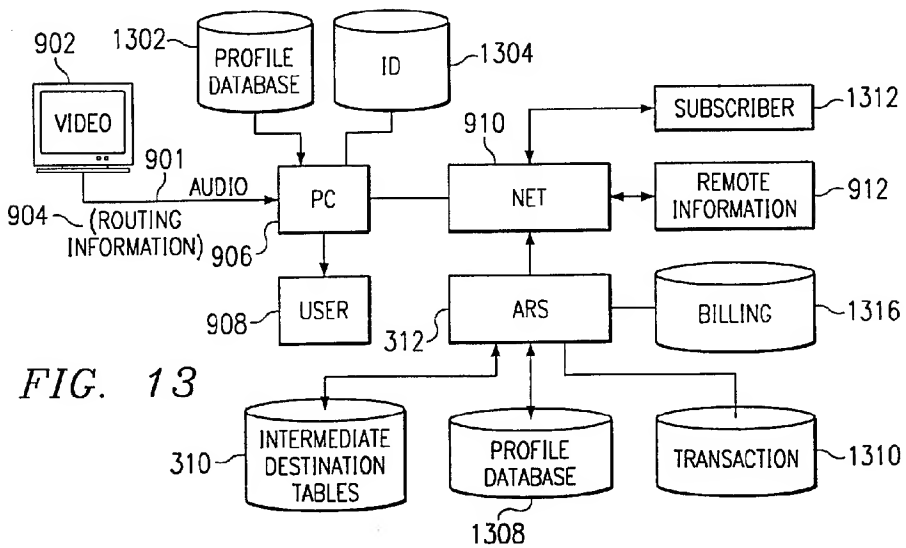 902
VIDEO
901
AUDIO
904
(ROUTING
INFORMATION)
1302
PROFILE
DATABASE
ID
1304
PC
906
USER
908
910
NET
SUBSCRIBER
1312
REMOTE
INFORMATION
912
ARS
312
BILLING
1316
FIG. 13
310
INTERMEDIATE
DESTINATION
TABLES
PROFILE
DATABASE
1308
TRANSACTION
1310